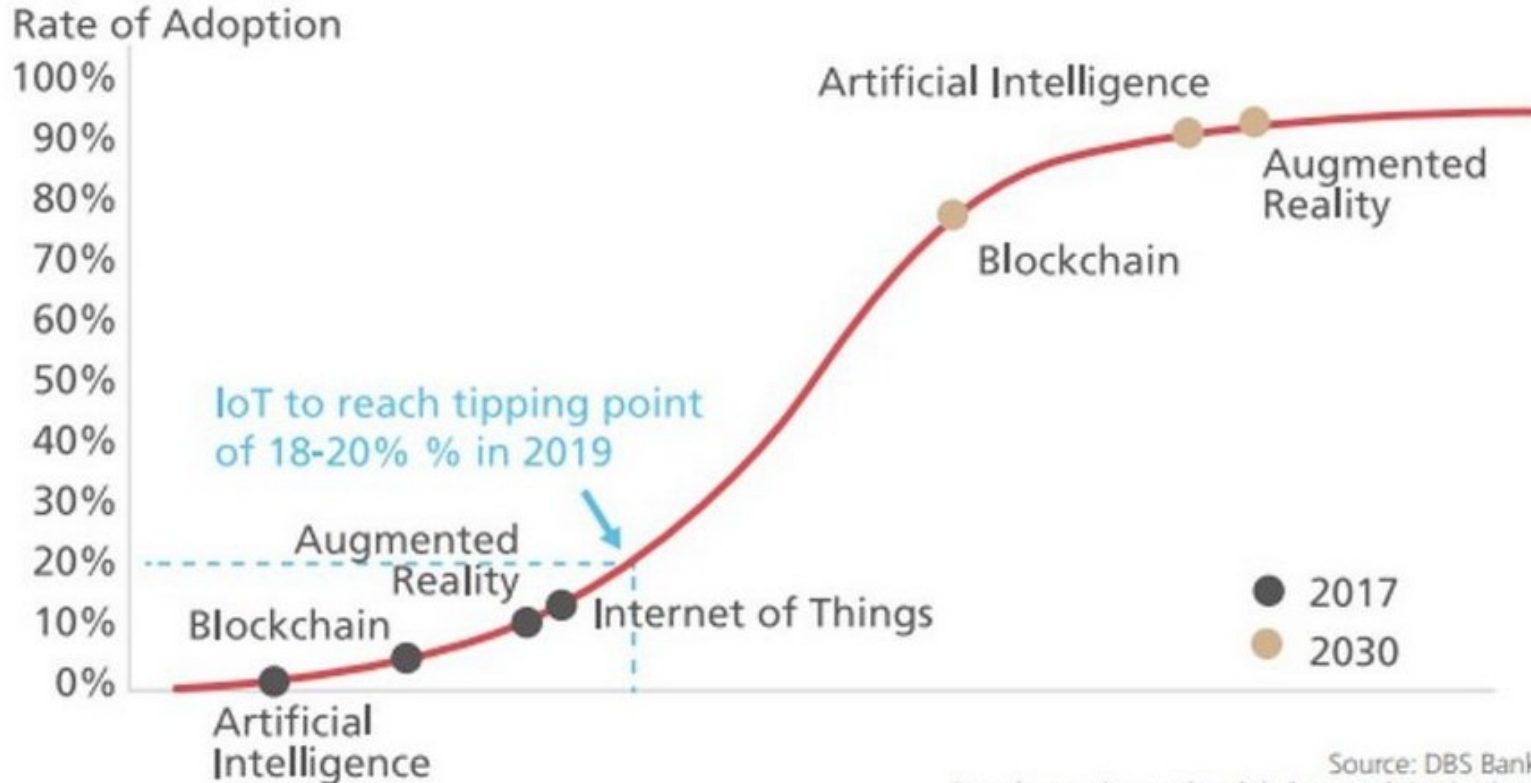 Rate of Adoption
100%
90%
80%
70%
60%
50%
40%
30%
20%
10%
0%
Artificial Intelligence
Augmented
Reality
Blockchain
IoT to reach tipping point
of 18-20% % in 2019
Augmented
Reality
Internet of Things
Blockchain
Artificial
Intelligence
2017
2030
Source: DBS Bank